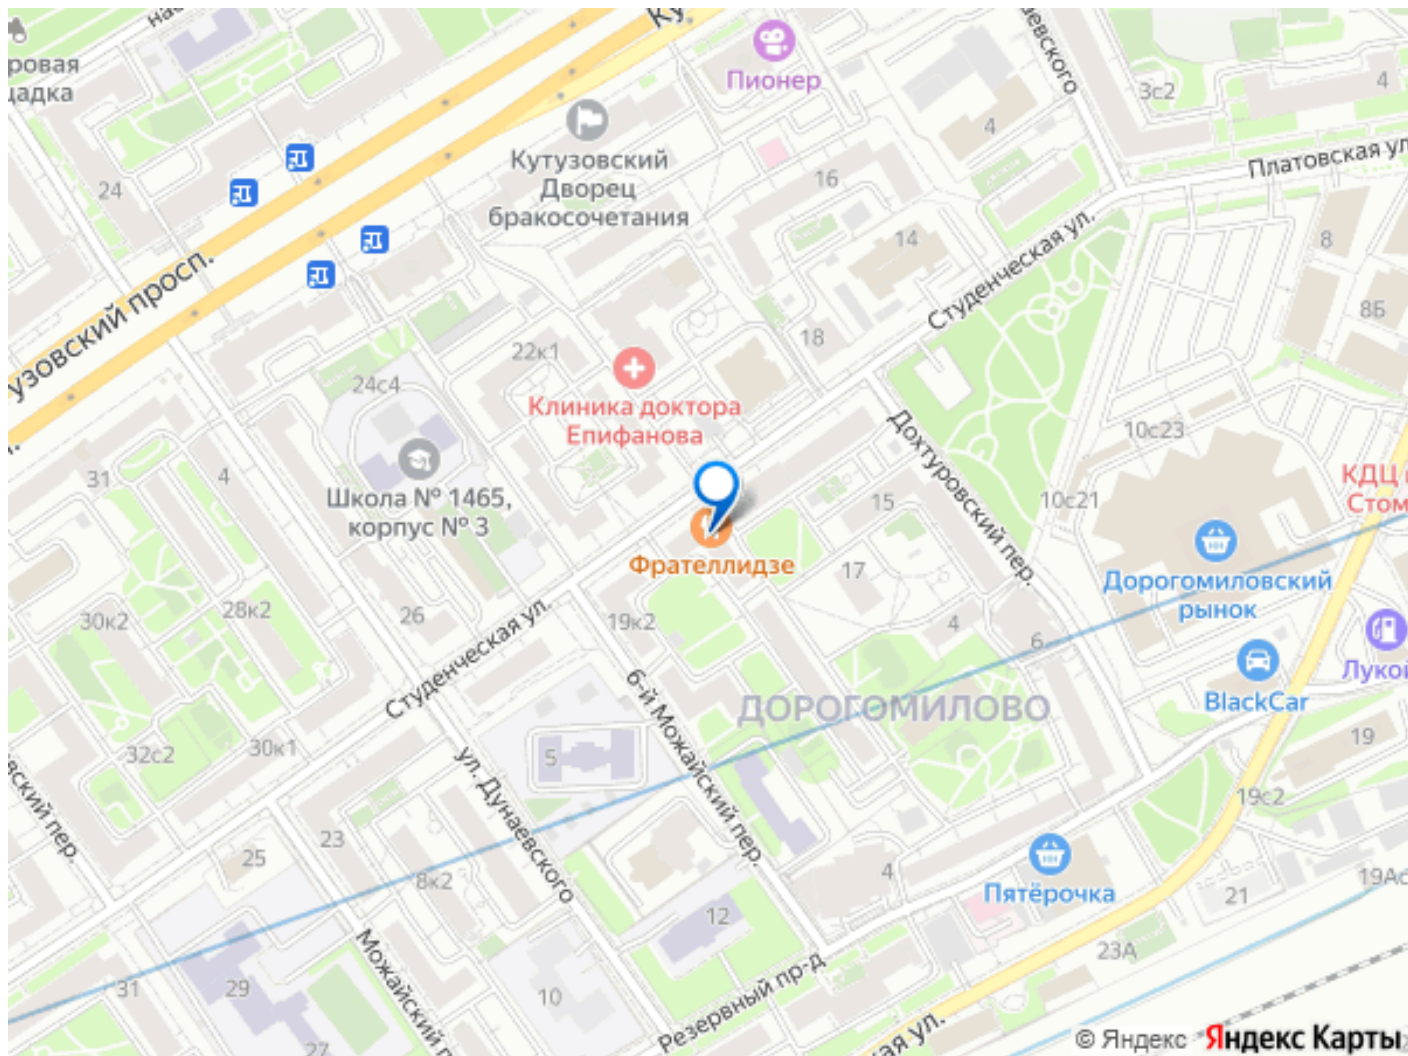 Пионер
3с2
4
4
Кутузовский
Дворец
бракосочетания
24
16
14
Платовская ул
8
8Б
узовский просп.
Студенческая ул.
18
22к1
24с4
Клиника доктора
Епифанова
Дохтуровский пер.
10с23
10с21
31
4
Школа № 1465,
корпус № 3
15
Фрателлидзе
17
Дорогомиловский
рынок
30к2
28к2
26
19к2
4
6
Студенческая ул.
6-й Можайский пер.
ДОРОГОМИЛОВО
BlackCar
32с2
30к1
5
19
ул. Дунаевского
23
25
8к2
19с2
4
Пятёрочка
21
12
23А
Можайский
31
29
10
27
Резервный пр-д
© Яндекс Яндекс Карты